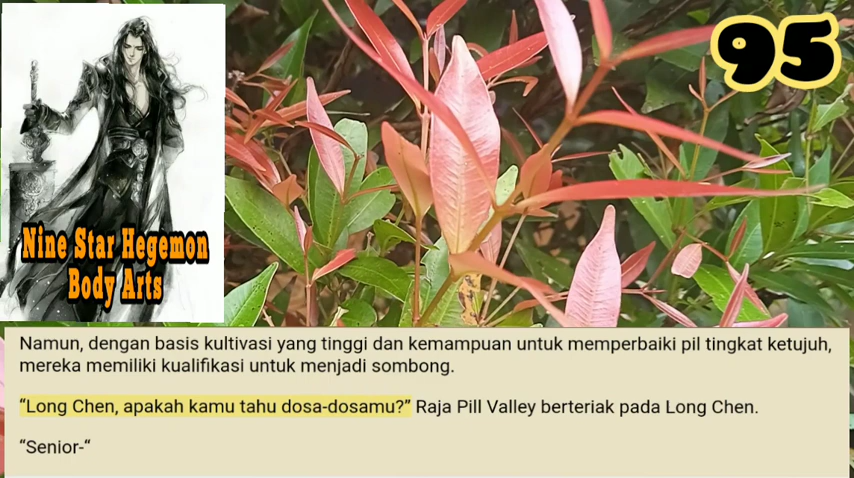 95
Nine Star Hegemon
Body Arts
Namun, dengan basis kultivasi yang tinggi dan kemampuan untuk memperbaiki pil tingkat ketujuh,
mereka memiliki kualifikasi untuk menjadi sombong.
“Long Chen, apakah kamu tahu dosa-dosamu?” Raja Pill Valley berteriak pada Long Chen.
“Senior-“